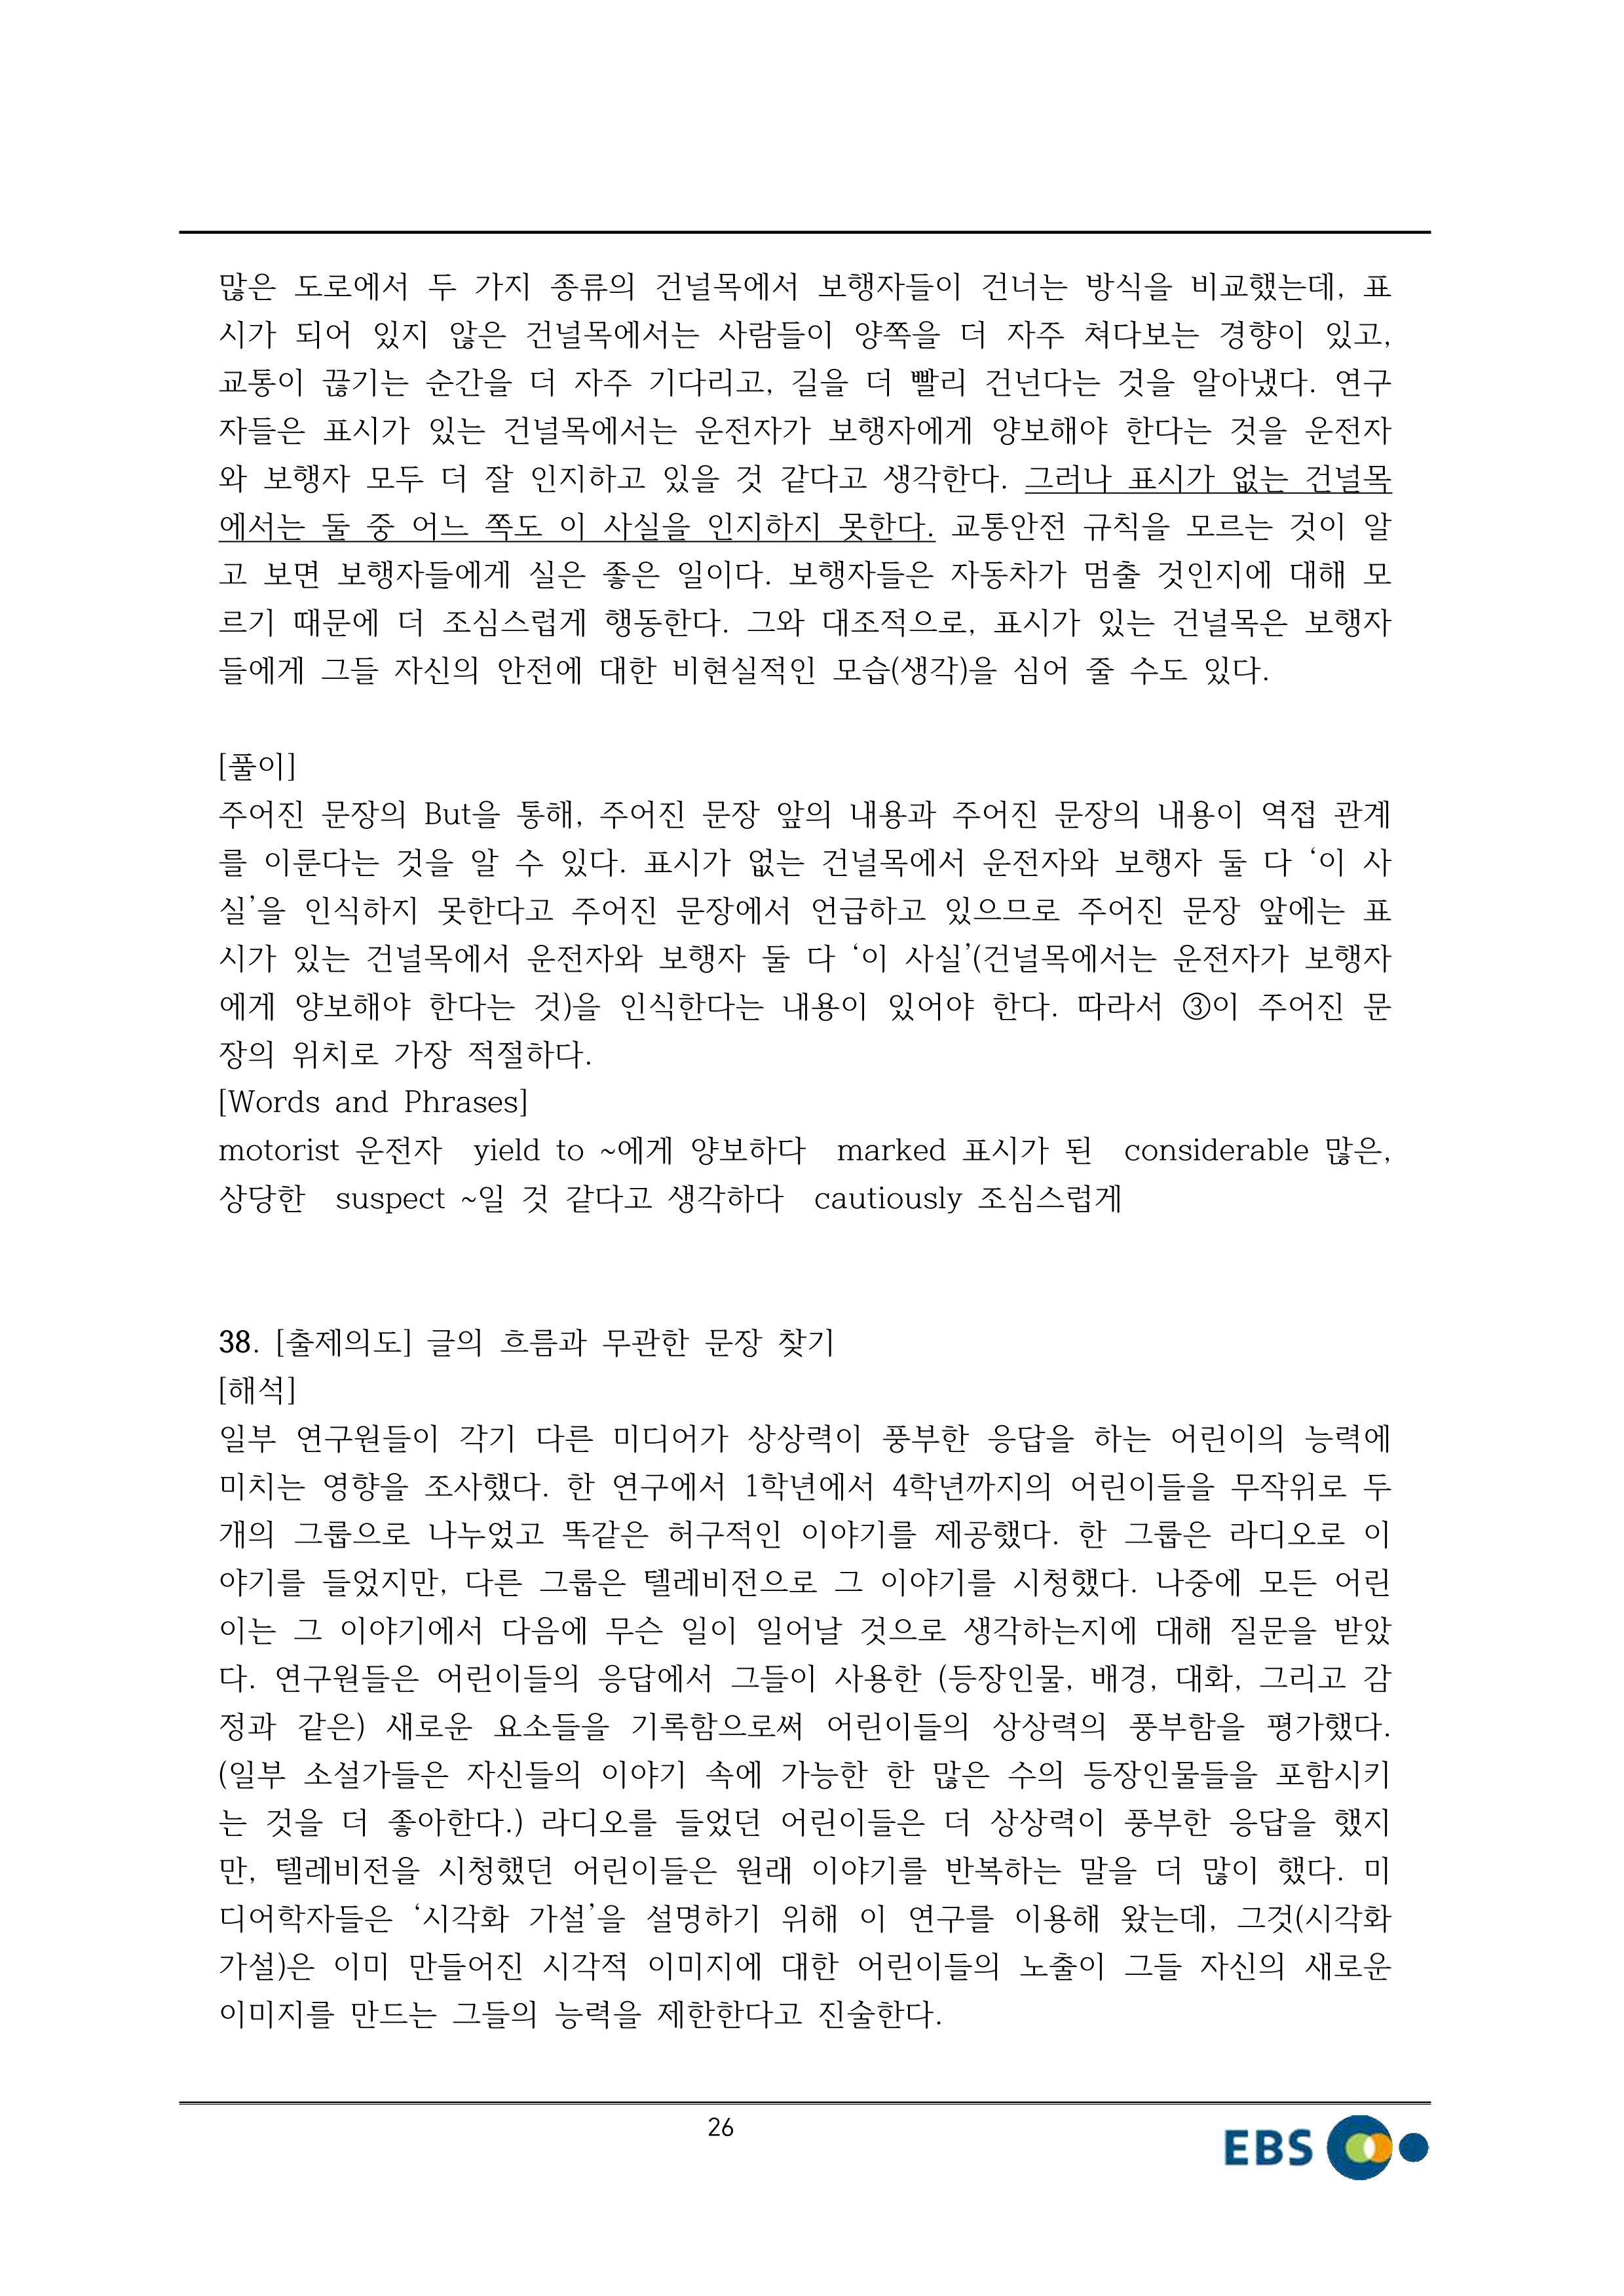 많은 도로에서 두 가지 종류의 건널목에서 보행자들이 건너는 방식을 비교했는데, 표
시가 되어 있지 않은 건널목에서는 사람들이 양쪽을 더 자주 쳐다보는 경향이 있고,
교통이 끊기는 순간을 더 자주 기다리고, 길을 더 빨리 건넌다는 것을 알아냈다. 연구
자들은 표시가 있는 건널목에서는 운전자가 보행자에게 양보해야 한다는 것을 운전자
와 보행자 모두 더 잘 인지하고 있을 것 같다고 생각한다. 그러나 표시가 없는 건널목
에서는 둘 중 어느 쪽도 이 사실을 인지하지 못한다. 교통안전 규칙을 모르는 것이 알
고 보면 보행자들에게 실은 좋은 일이다. 보행자들은 자동차가 멈출 것인지에 대해 모
르기 때문에 더 조심스럽게 행동한다. 그와 대조적으로, 표시가 있는 건널목은 보행자
들에게 그들 자신의 안전에 대한 비현실적인 모습(생각)을 심어 줄 수도 있다.
[풀이]
주어진 문장의 But을 통해, 주어진 문장 앞의 내용과 주어진 문장의 내용이 역접 관계
를 이룬다는 것을 알 수 있다. 표시가 없는 건널목에서 운전자와 보행자 둘 다 ‘이 사
실’을 인식하지 못한다고 주어진 문장에서 언급하고 있으므로 주어진 문장 앞에는 표
시가 있는 건널목에서 운전자와 보행자 둘 다 ‘이 사실’(건널목에서는 운전자가 보행자
에게 양보해야 한다는 것)을 인식한다는 내용이 있어야 한다. 따라서 ③이 주어진 문
장의 위치로 가장 적절하다.
[Words and Phrases]
motorist 운전자  yield to ~에게 양보하다  marked 표시가 된  considerable 많은,
상당한  suspect ~일 것 같다고 생각하다  cautiously 조심스럽게
38. [출제의도] 글의 흐름과 무관한 문장 찾기
[해석]
일부 연구원들이 각기 다른 미디어가 상상력이 풍부한 응답을 하는 어린이의 능력에
미치는 영향을 조사했다. 한 연구에서 1학년에서 4학년까지의 어린이들을 무작위로 두
개의 그룹으로 나누었고 똑같은 허구적인 이야기를 제공했다. 한 그룹은 라디오로 이
야기를 들었지만, 다른 그룹은 텔레비전으로 그 이야기를 시청했다. 나중에 모든 어린
이는 그 이야기에서 다음에 무슨 일이 일어날 것으로 생각하는지에 대해 질문을 받았
다. 연구원들은 어린이들의 응답에서 그들이 사용한 (등장인물, 배경, 대화, 그리고 감
정과 같은) 새로운 요소들을 기록함으로써 어린이들의 상상력의 풍부함을 평가했다.
(일부 소설가들은 자신들의 이야기 속에 가능한 한 많은 수의 등장인물들을 포함시키
는 것을 더 좋아한다.) 라디오를 들었던 어린이들은 더 상상력이 풍부한 응답을 했지
만, 텔레비전을 시청했던 어린이들은 원래 이야기를 반복하는 말을 더 많이 했다. 미
디어학자들은 ‘시각화 가설’을 설명하기 위해 이 연구를 이용해 왔는데, 그것(시각화
가설)은 이미 만들어진 시각적 이미지에 대한 어린이들의 노출이 그들 자신의 새로운
이미지를 만드는 그들의 능력을 제한한다고 진술한다.
26
EBS